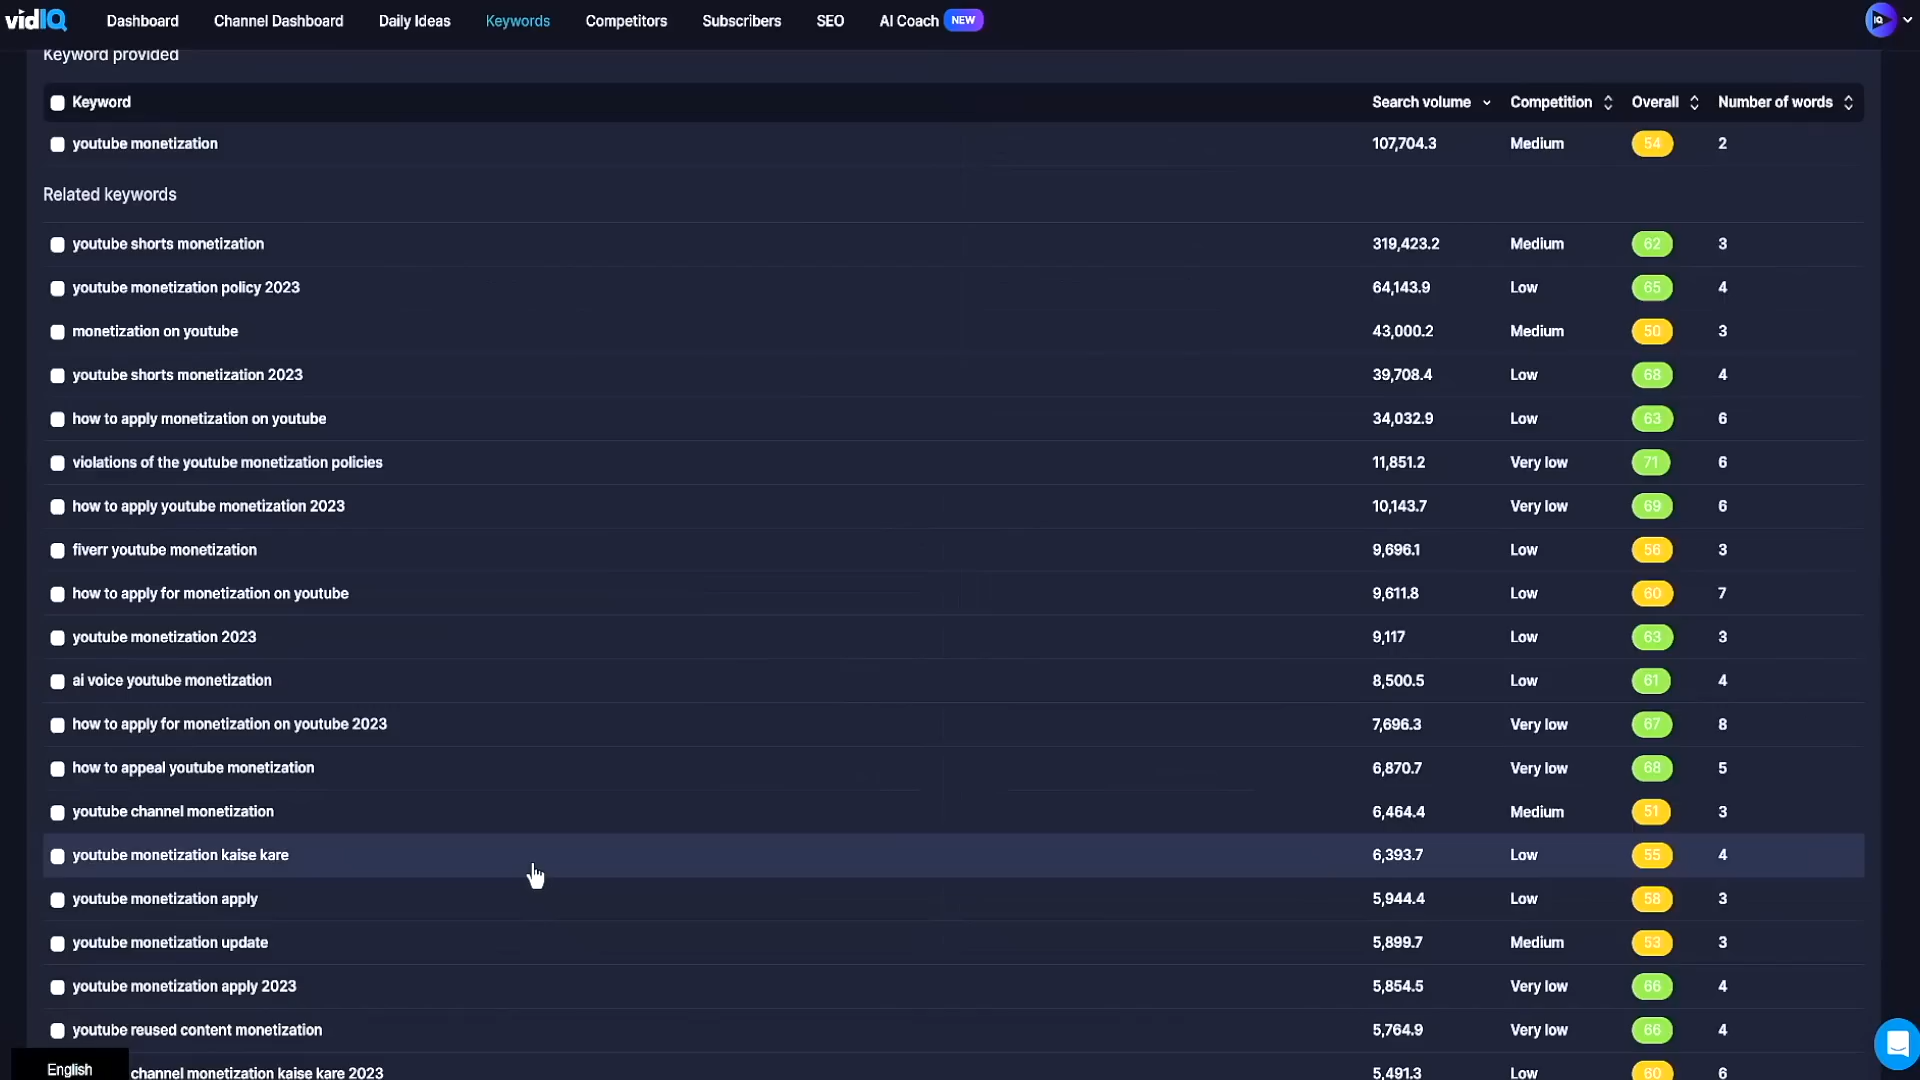 vidIQ Dashboard Channel Dashboard Daily Ideas Keywords Competitors Subscribers SEO AI Coach NEW IQ
Keyword provided
Keyword Search volume Competition Overall Number of words
youtube monetization 107,704.3 Medium 54 2
Related keywords
youtube shorts monetization 319,423.2 Medium 62 3
youtube monetization policy 2023 64,143.9 Low 65 4
monetization on youtube 43,000.2 Medium 50 3
youtube shorts monetization 2023 39,708.4 Low 68 4
how to apply monetization on youtube 34,032.9 Low 63 6
violations of the youtube monetization policies 11,851.2 Very low 71 6
how to apply youtube monetization 2023 10,143.7 Very low 69 6
fiverr youtube monetization 9,696.1 Low 56 3
how to apply for monetization on youtube 9,611.8 Low 60 7
youtube monetization 2023 9,117 Low 63 3
ai voice youtube monetization 8,500.5 Low 61 4
how to apply for monetization on youtube 2023 7,696.3 Very low 67 8
how to appeal youtube monetization 6,870.7 Very low 68 5
youtube channel monetization 6,464.4 Medium 51 3
youtube monetization kaise kare 6,393.7 Low 55 4
youtube monetization apply 5,944.4 Low 58 3
youtube monetization update 5,899.7 Medium 53 3
youtube monetization apply 2023 5,854.5 Very low 66 4
youtube reused content monetization 5,764.9 Very low 66 4
English channel monetization kaise kare 2023 5,491.3 Low 60 6